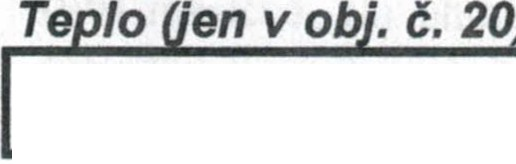 Teplo (jen v obj. č. 20)